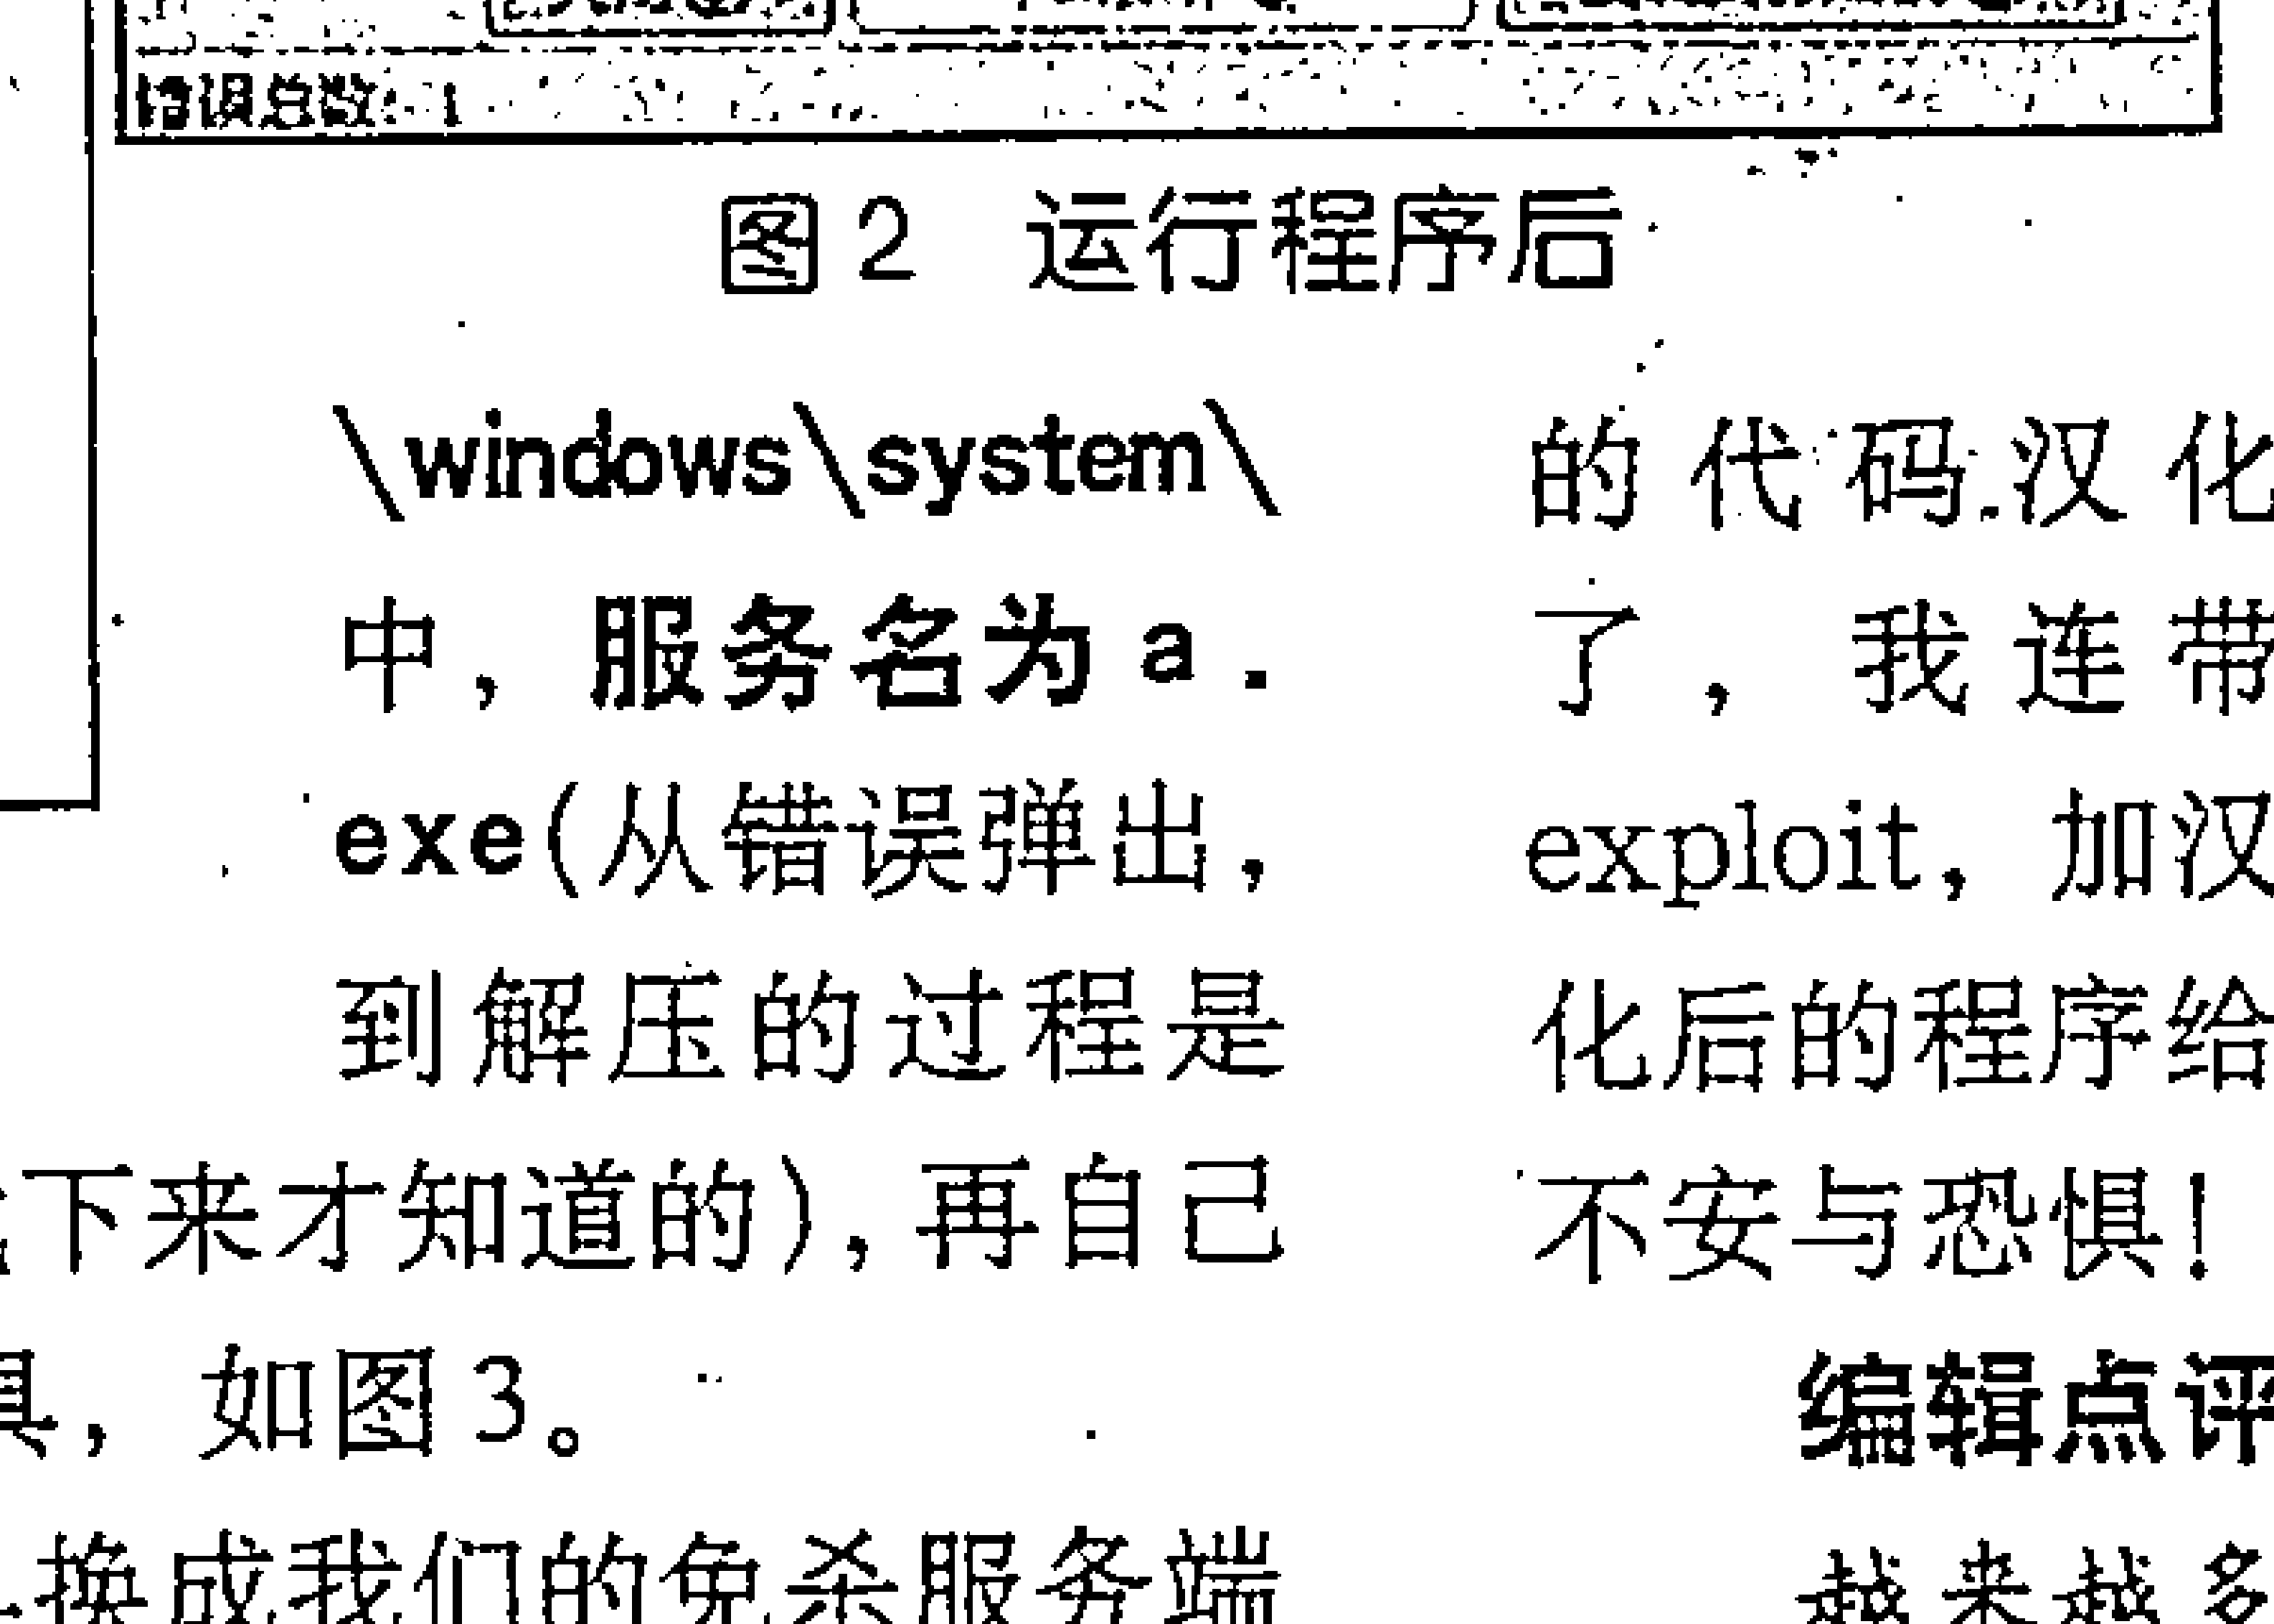 错误总数: 1
图2 运行程序后
\windows\system\
中，服务名为a.
exe(从错误弹出，
到解压的过程是
下来才知道的)，再自己
，如图3。
换成我们的免杀服务端
的代码汉化
了，我连带
exploit，加汉
化后的程序给
不安与恐惧！
编辑点评
越来越多